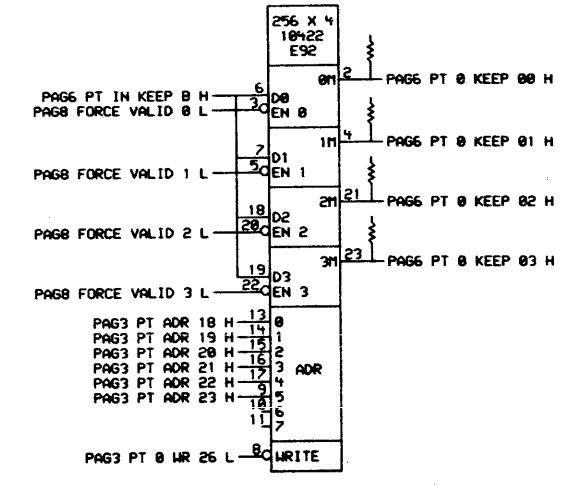 256 X 4
10422
E92
PAG6 PT IN KEEP B H 6 D0 0M 2 PAG6 PT 0 KEEP 00 H
PAG8 FORCE VALID 0 L 3 EN 0
7 D1 1M 4 PAG6 PT 0 KEEP 01 H
PAG8 FORCE VALID 1 L 5 EN 1
18 D2 2M 21 PAG6 PT 0 KEEP 02 H
PAG8 FORCE VALID 2 L 20 EN 2
19 D3 3M 23 PAG6 PT 0 KEEP 03 H
PAG8 FORCE VALID 3 L 22 EN 3
PAG3 PT ADR 18 H 13 0
PAG3 PT ADR 19 H 14 1
PAG3 PT ADR 20 H 15 2
PAG3 PT ADR 21 H 16 3 ADR
PAG3 PT ADR 22 H 17 4
PAG3 PT ADR 23 H 9 5
10 6
11 7
PAG3 PT 0 WR 26 L 8 WRITE